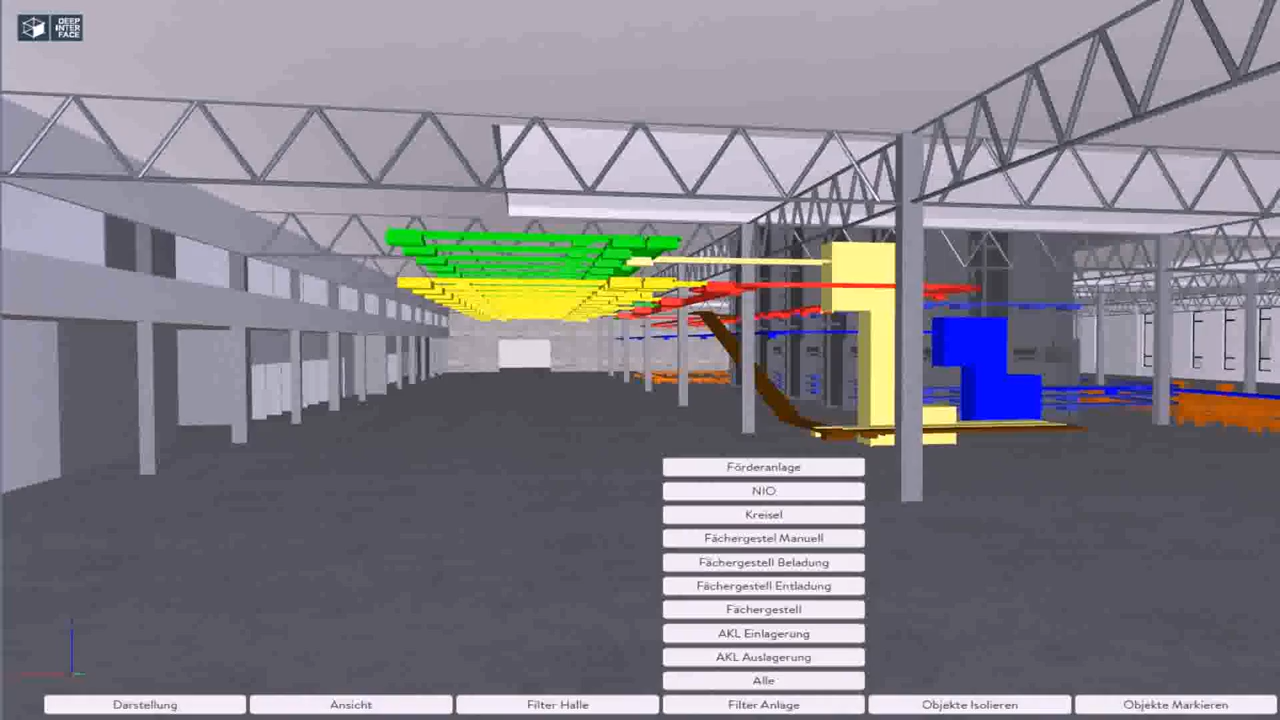 DEEP
INTER
FACE
Förderanlage
NIO
Kreisel
Fächergestel Manuell
Fächergestell Beladung
Fächergestell Entladung
Fächergestell
AKL Einlagerung
AKL Auslagerung
Alle
Darstellung
Ansicht
Filter Halle
Filter Anlage
Objekte Isolieren
Objekte Markieren